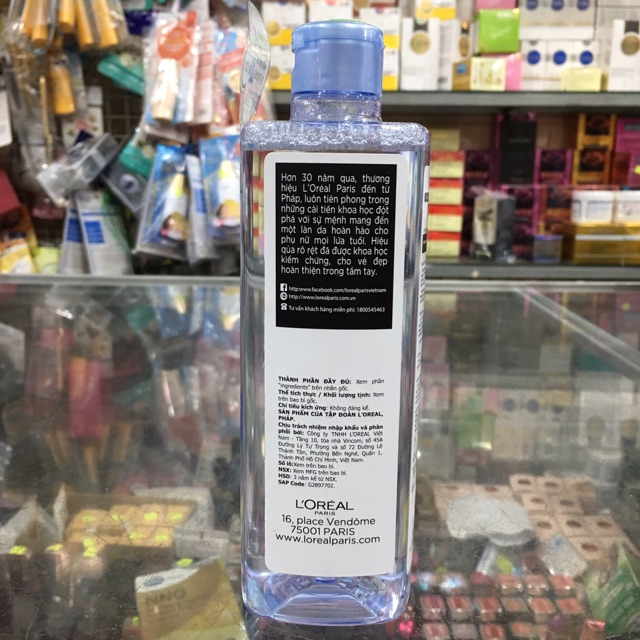 Hơn 30 năm qua, thương
hiệu L'Oréal Paris đến từ
Pháp, luôn tiên phong trong
những cải tiến khoa học đột
phá với sứ mệnh mang đến
một làn da hoàn hảo cho
phụ nữ mọi lứa tuổi. Hiệu
quả rõ rệt đã được khoa học
kiểm chứng, cho vẻ đẹp
hoàn thiện trong tầm tay.
http:www.facebook.com/lorealparisvietnam
http://www.lorealparis.com.vn
Tư vấn khách hàng miễn phí: 1800545463
THÀNH PHẦN ĐẦY ĐỦ: Xem phần
"ingredients" trên nhãn gốc.
Thể tích thực / Khối lượng tịnh: Xem
trên bao bì gốc.
Chỉ tiêu kích ứng: Không đáng kể.
SẢN PHẨM CỦA TẬP ĐOÀN L'OREAL,
PHÁP.
Chịu trách nhiệm nhập khẩu và phân
phối bởi: Công ty TNHH L'OREAL Việt
Nam - Tầng 10, tòa nhà Vincom, số 45A
Đường Lý Tự Trọng và số 72 Đường Lê
Thánh Tôn, Phường Bến Nghé, Quận 1,
Thành Phố Hồ Chí Minh, Việt Nam.
Số lô:Xem trên bao bì.
NSX: Xem MFG trên bao bì.
HSD: 3 năm kể từ NSX.
SAP Code: G2897702.
L'ORÉAL
PARIS
16, place Vendôme
75001 PARIS
www.lorealparis.com